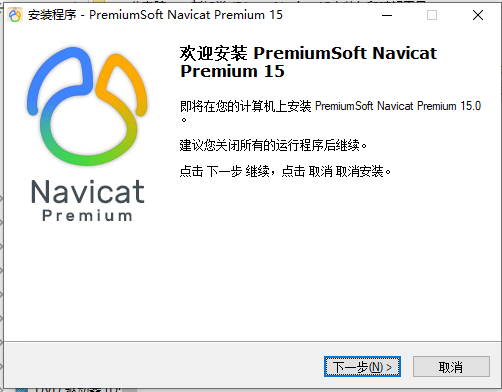 安装程序 - PremiumSoft Navicat Premium 15
欢迎安装 PremiumSoft Navicat
Premium 15
即将在您的计算机上安装 PremiumSoft Navicat Premium 15.0
。
建议您关闭所有的运行程序后继续。
点击 下一步 继续，点击 取消 取消安装。
Navicat
Premium
下一步(N) >
取消